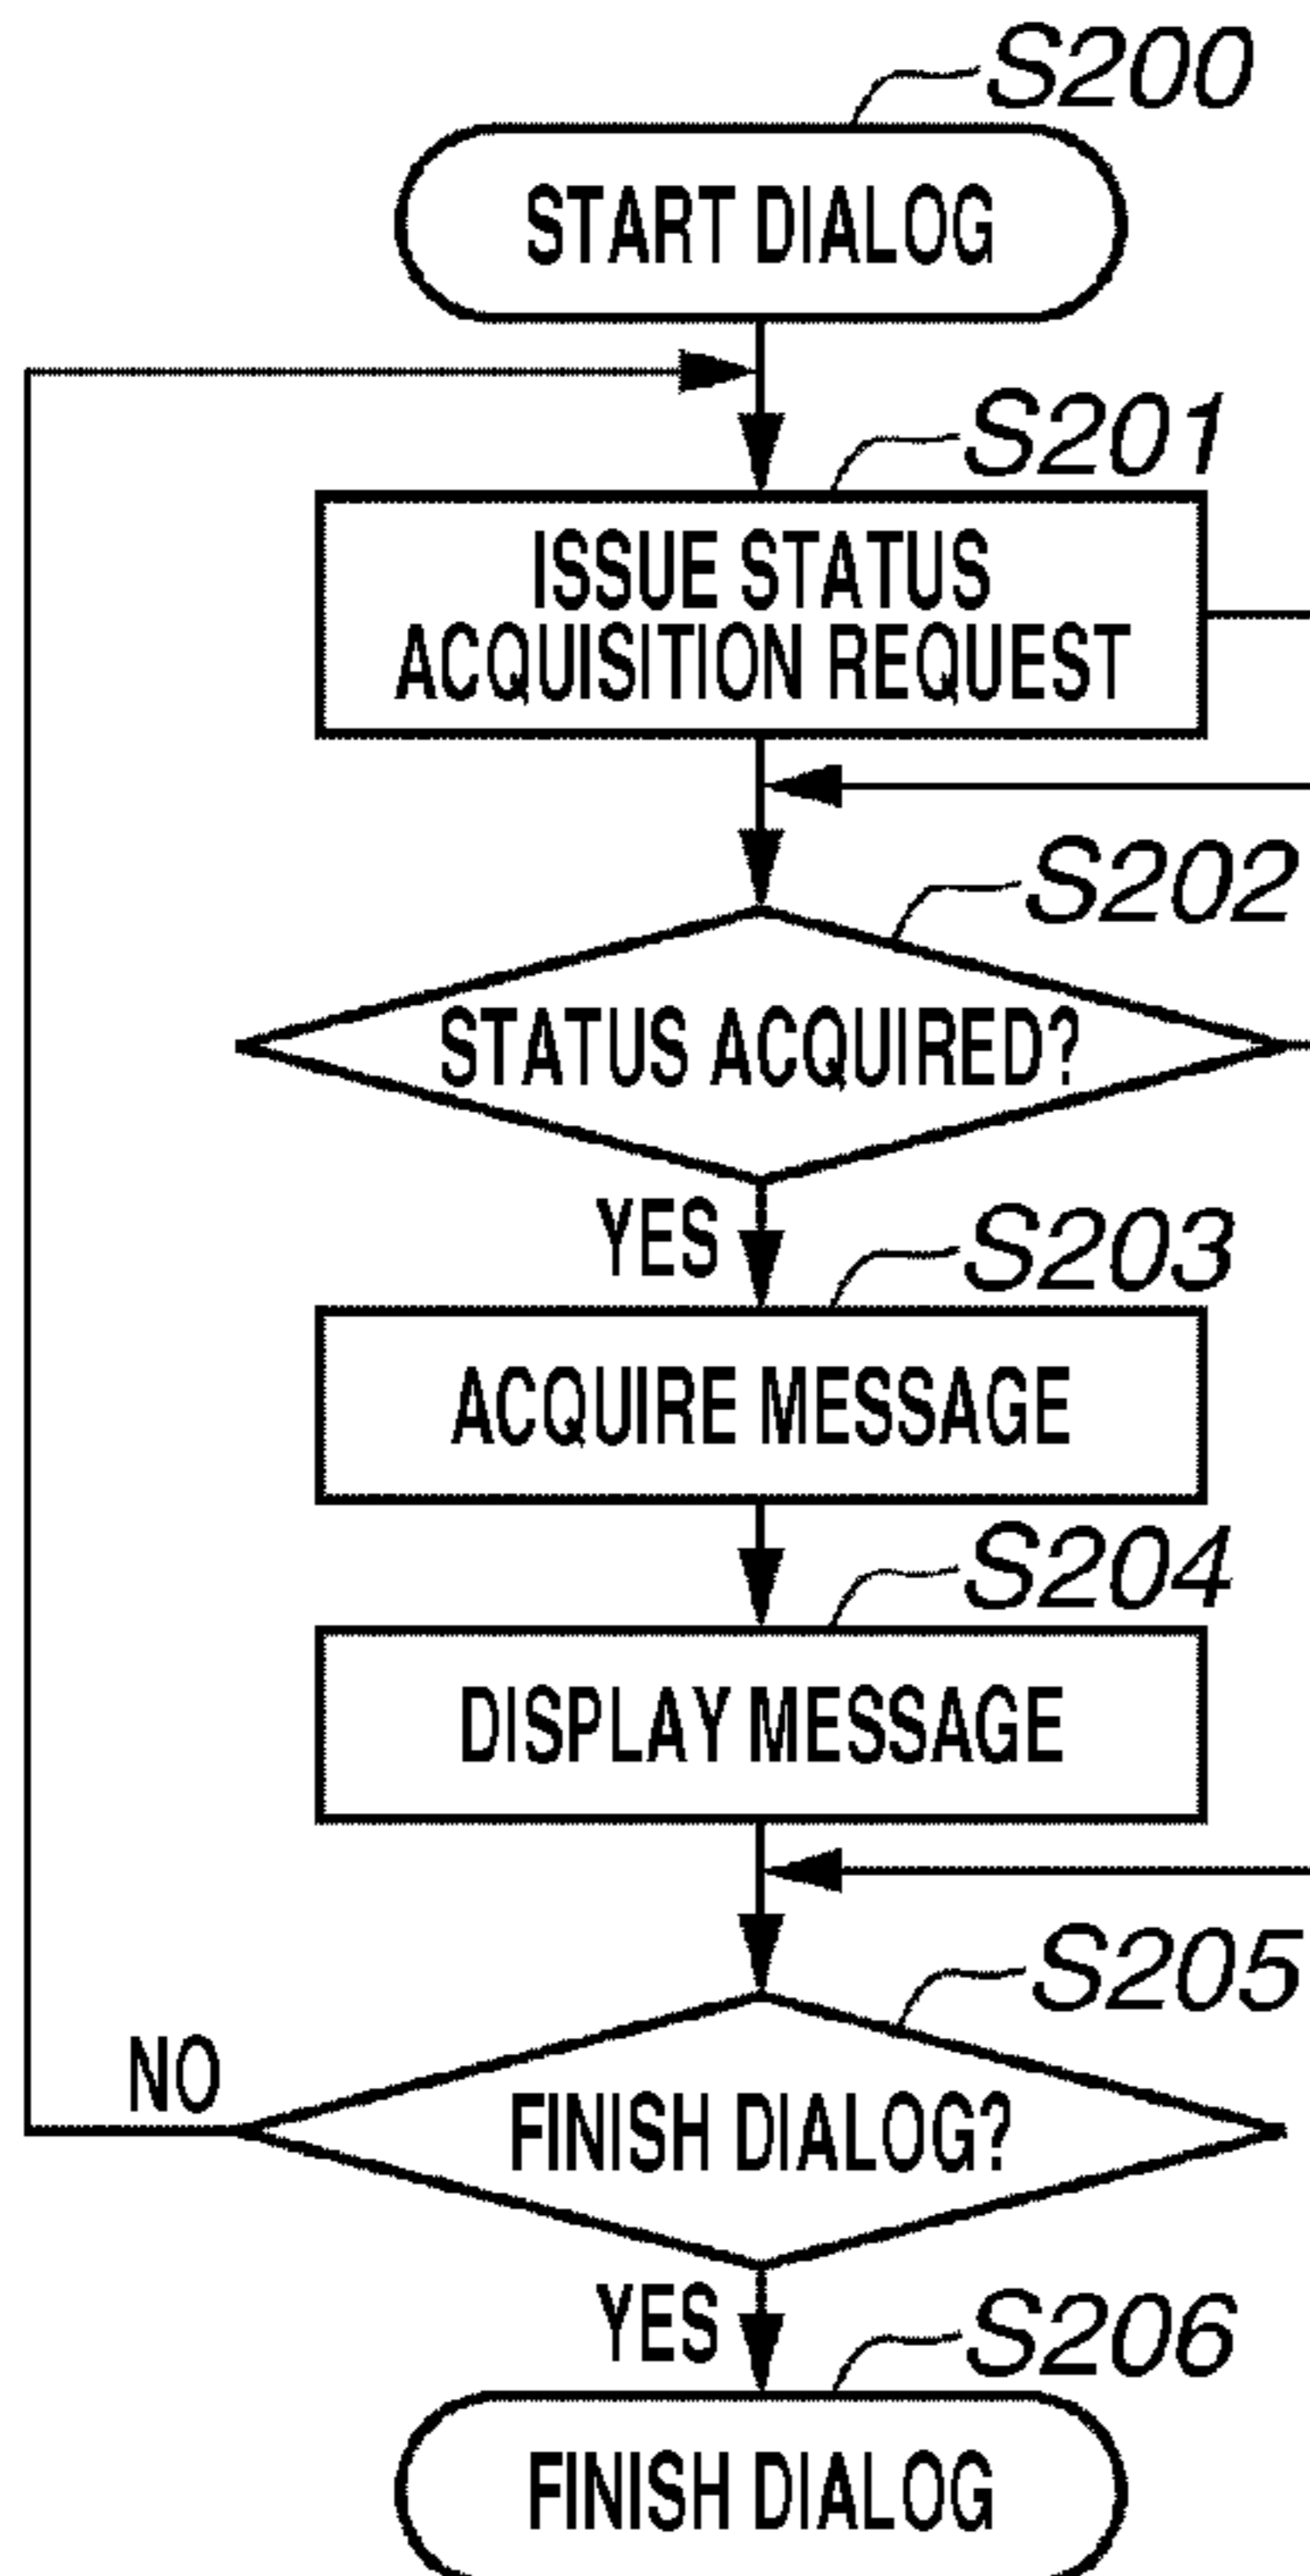 S200
START DIALOG
S201
ISSUE STATUS
ACQUISITION REQUEST
S202
STATUS ACQUIRED?
YES
S203
ACQUIRE MESSAGE
S204
DISPLAY MESSAGE
S205
NO
FINISH DIALOG?
YES
S206
FINISH DIALOG